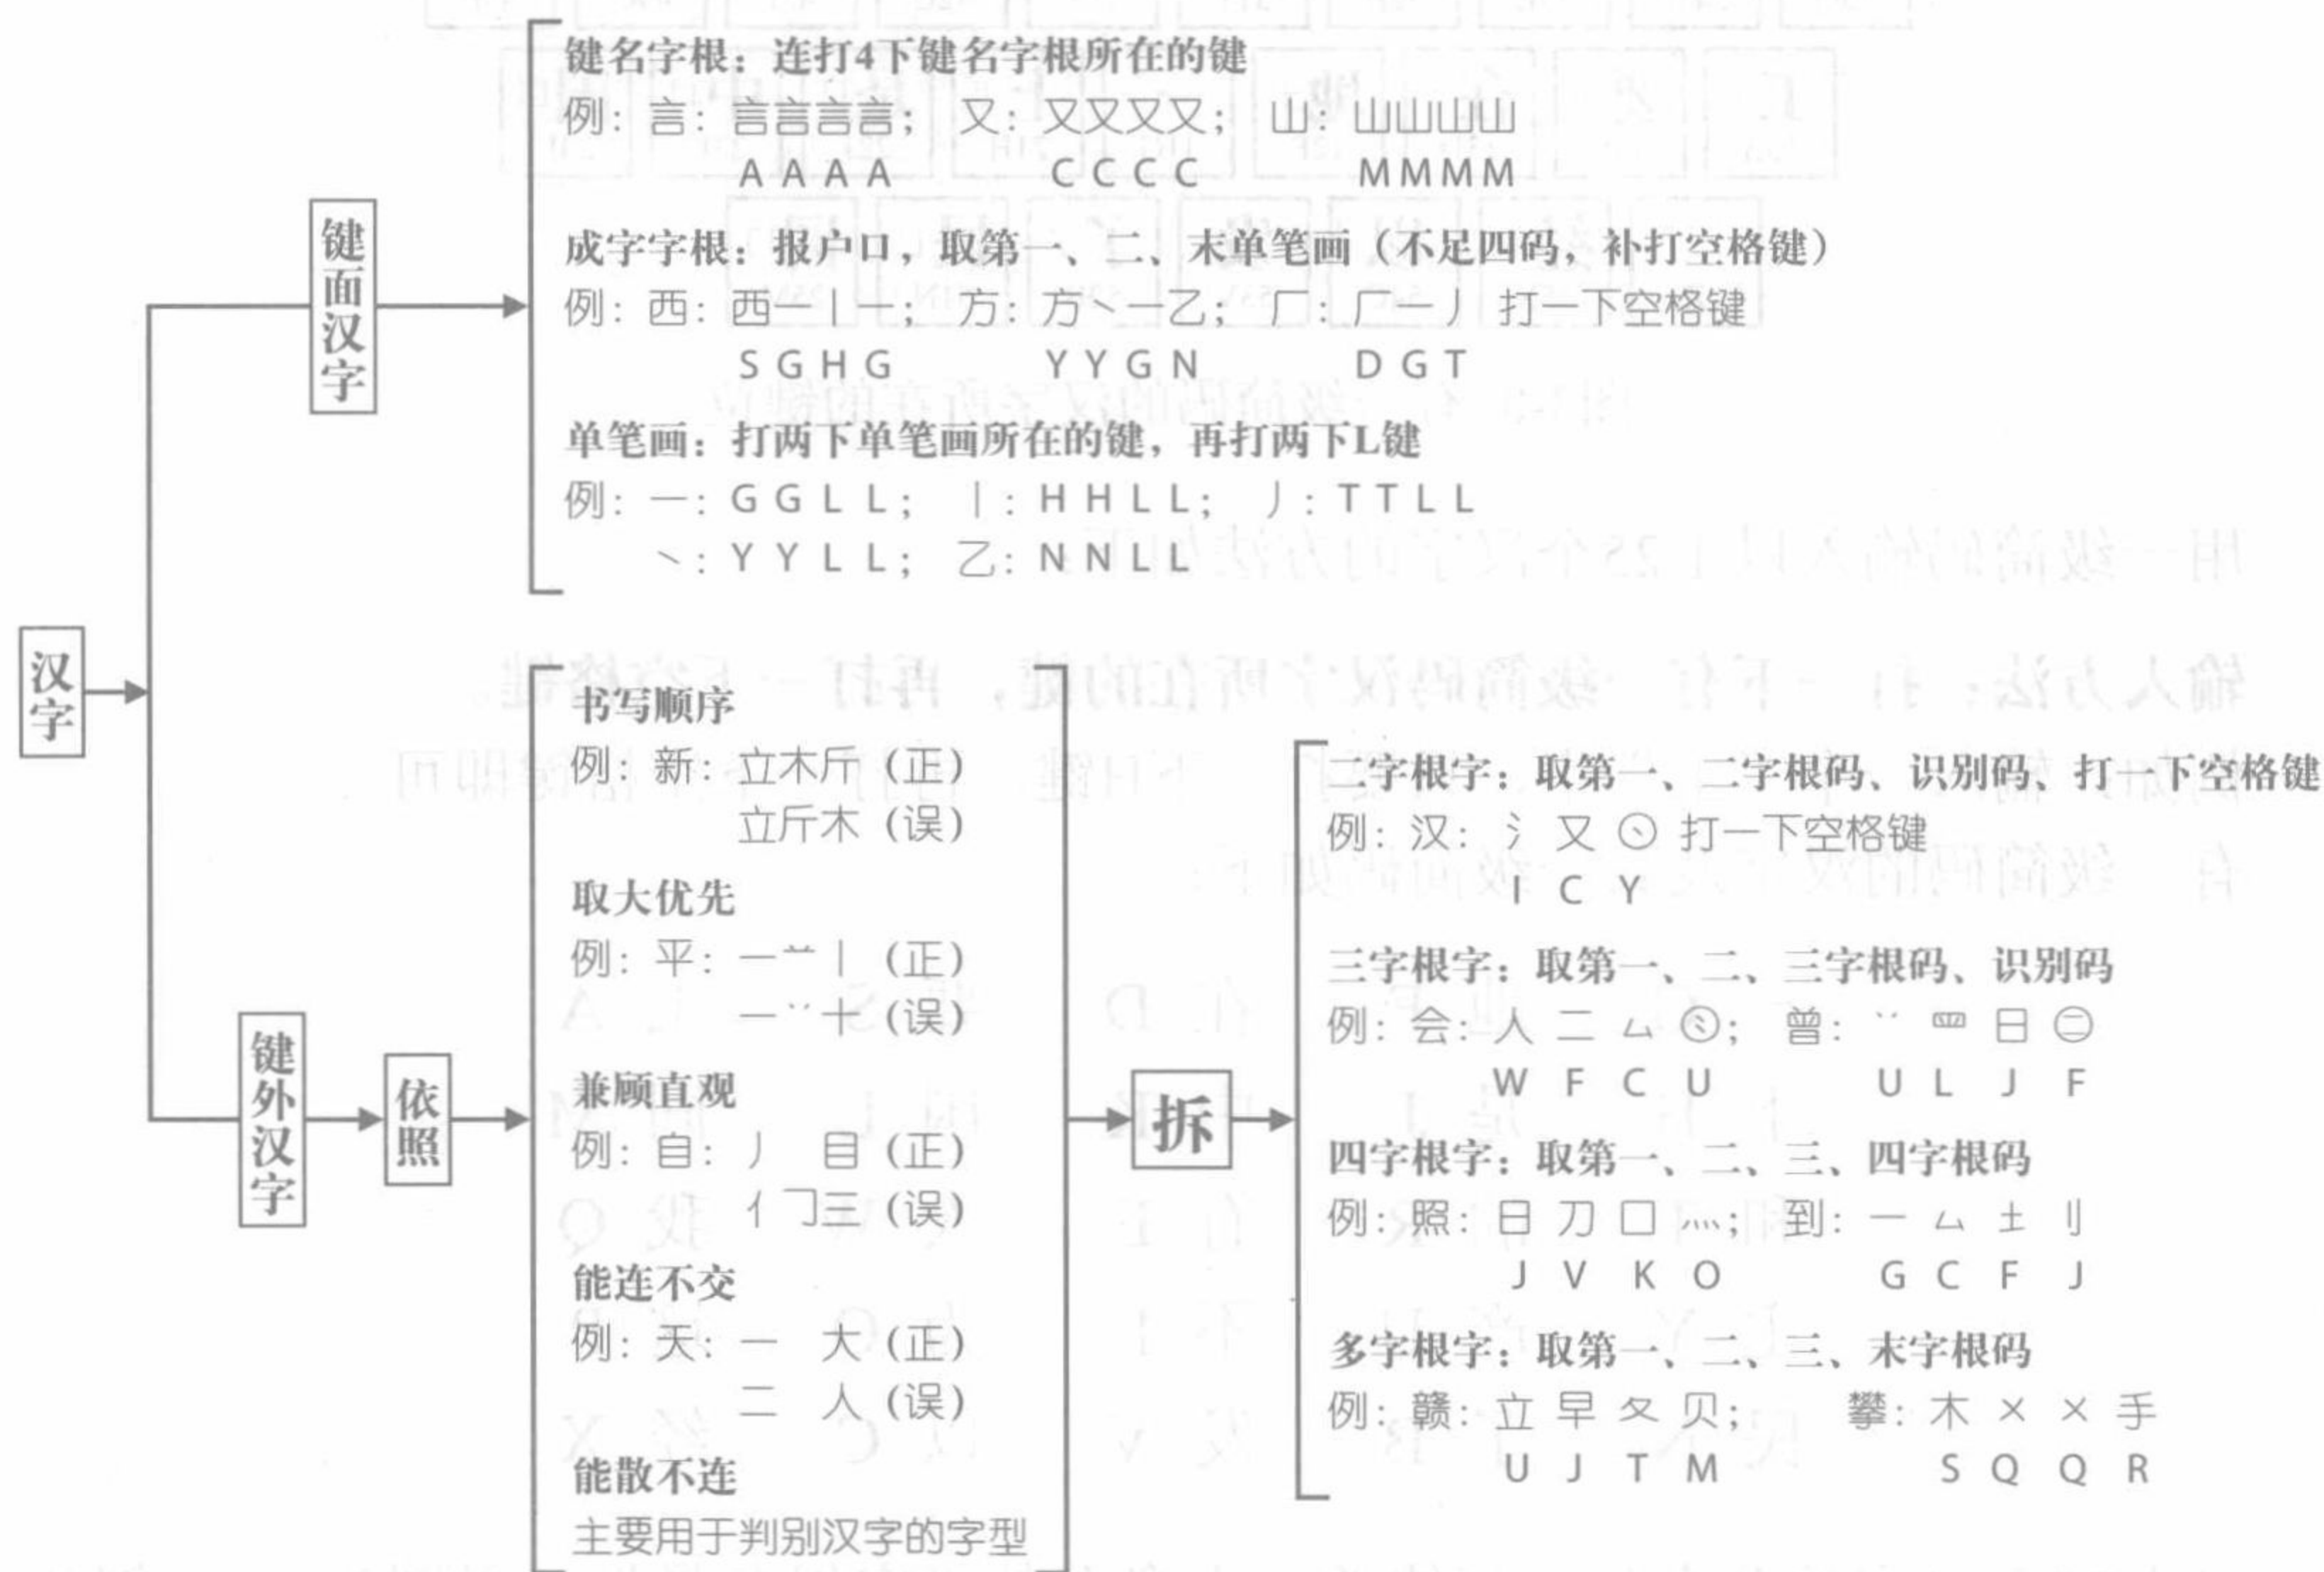 汉字
键面汉字
键名字根：连打4下键名字根所在的键
例：言：言言言言；　又：又又又又；　山：山山山山
A A A A　C C C C　M M M M
成字字根：报户口，取第一、二、末单笔画（不足四码，补打空格键）
例：西：西一丨一；　方：方丶一乙；　厂：厂一丿　打一下空格键
S G H G　Y Y G N　D G T
单笔画：打两下单笔画所在的键，再打两下L键
例：一：G G L L；　丨：H H L L；　丿：T T L L
丶：Y Y L L；　乙：N N L L
键外汉字
依照
书写顺序
例：新：立木斤（正）
立斤木（误）
取大优先
例：平：一䒑丨（正）
一丷十（误）
兼顾直观
例：自：丿　目（正）
亻㇆三（误）
能连不交
例：天：一　大（正）
二　人（误）
能散不连
主要用于判别汉字的字型
拆
二字根字：取第一、二字根码、识别码、打一下空格键
例：汉：氵 又 ㊀打一下空格键
I C Y
三字根字：取第一、二、三字根码、识别码
例：会：人 二 厶；　曾：丷 罒 日 ㊁
W F C U　U L J F
四字根字：取第一、二、三、四字根码
例：照：日 刀 口 灬；　到：一 厶 土 刂
J V K O　G C F J
多字根字：取第一、二、三、末字根码
例：赣：立 早 夂 贝；　攀：木 乂 乂 手
U J T M　S Q Q R